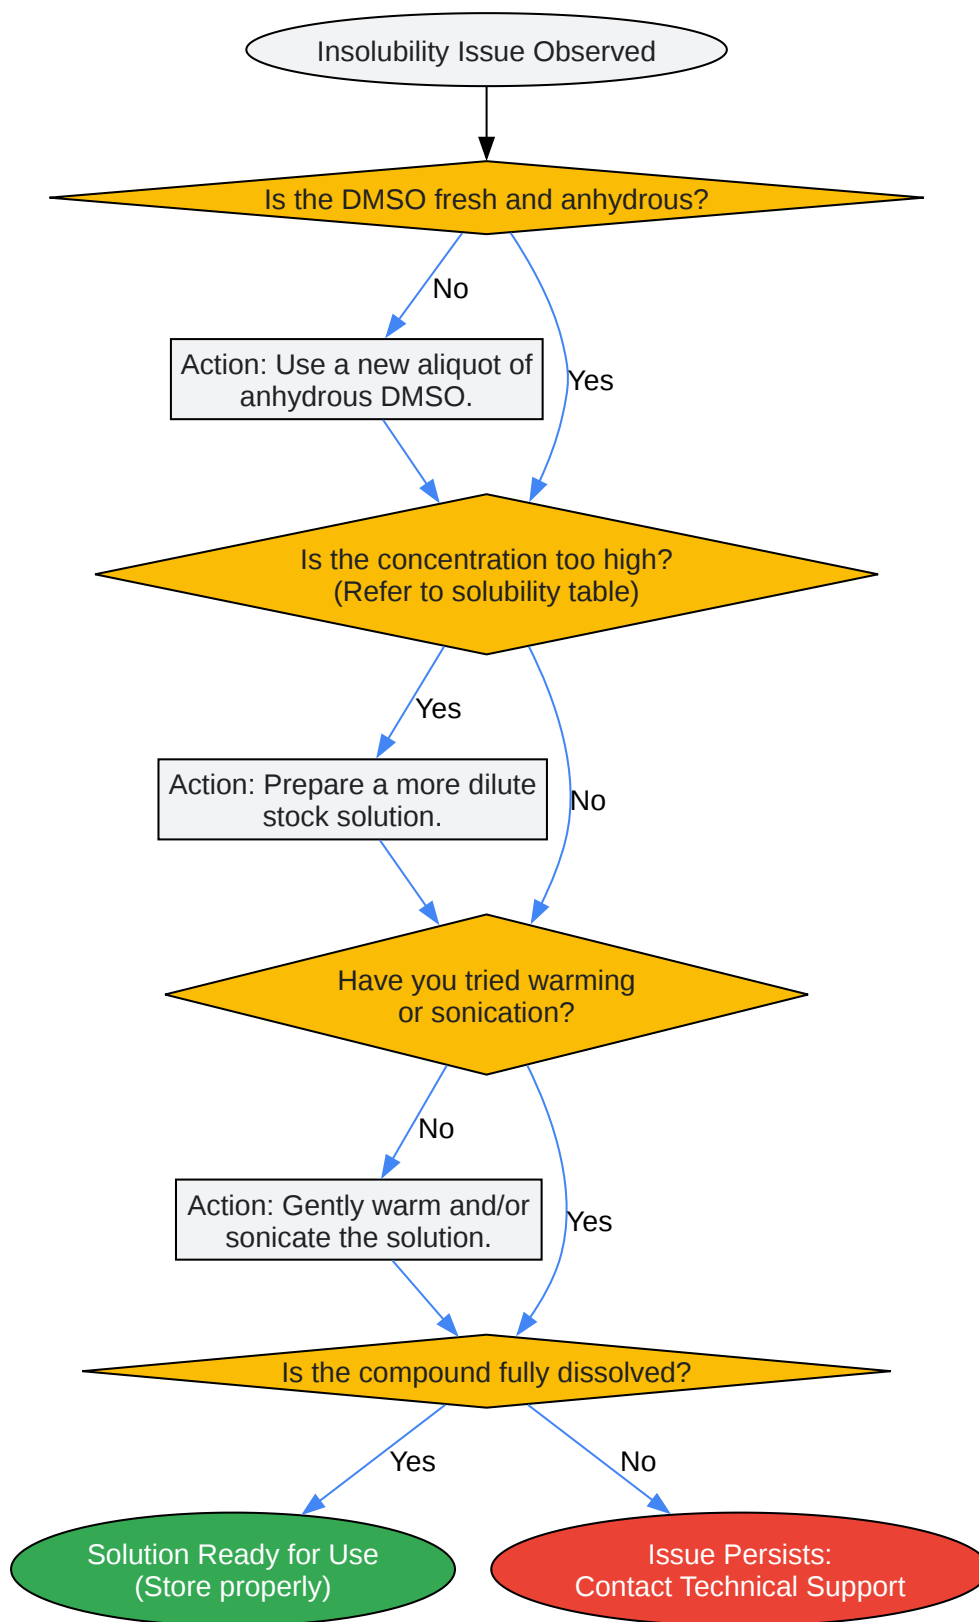 Insolubility Issue Observed
Is the DMSO fresh and anhydrous?
No
Action: Use a new aliquot of
anhydrous DMSO.
Yes
Is the concentration too high?
(Refer to solubility table)
Yes
Action: Prepare a more dilute
stock solution.
No
Have you tried warming
or sonication?
No
Action: Gently warm and/or
sonicate the solution.
Yes
Is the compound fully dissolved?
Yes
No
Solution Ready for Use
(Store properly)
Issue Persists:
Contact Technical Support